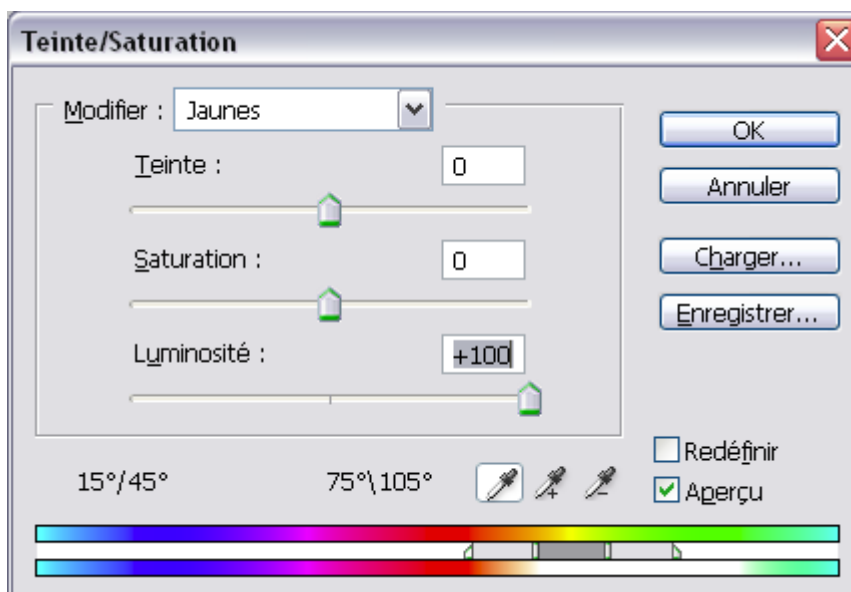 Teinte/Saturation
Modifier : Jaunes
Teinte : 0
Saturation : 0
Luminosité : +100
OK
Annuler
Charger...
Enregistrer...
15°/45° 75°\105°
Redéfinir
Aperçu